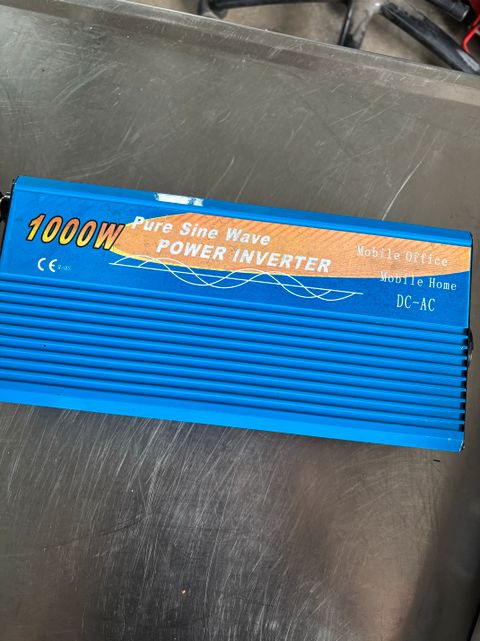 1000W
Pure Sine Wave
POWER INVERTER
CE
Mobile Office
Mobile Home
DC-AC